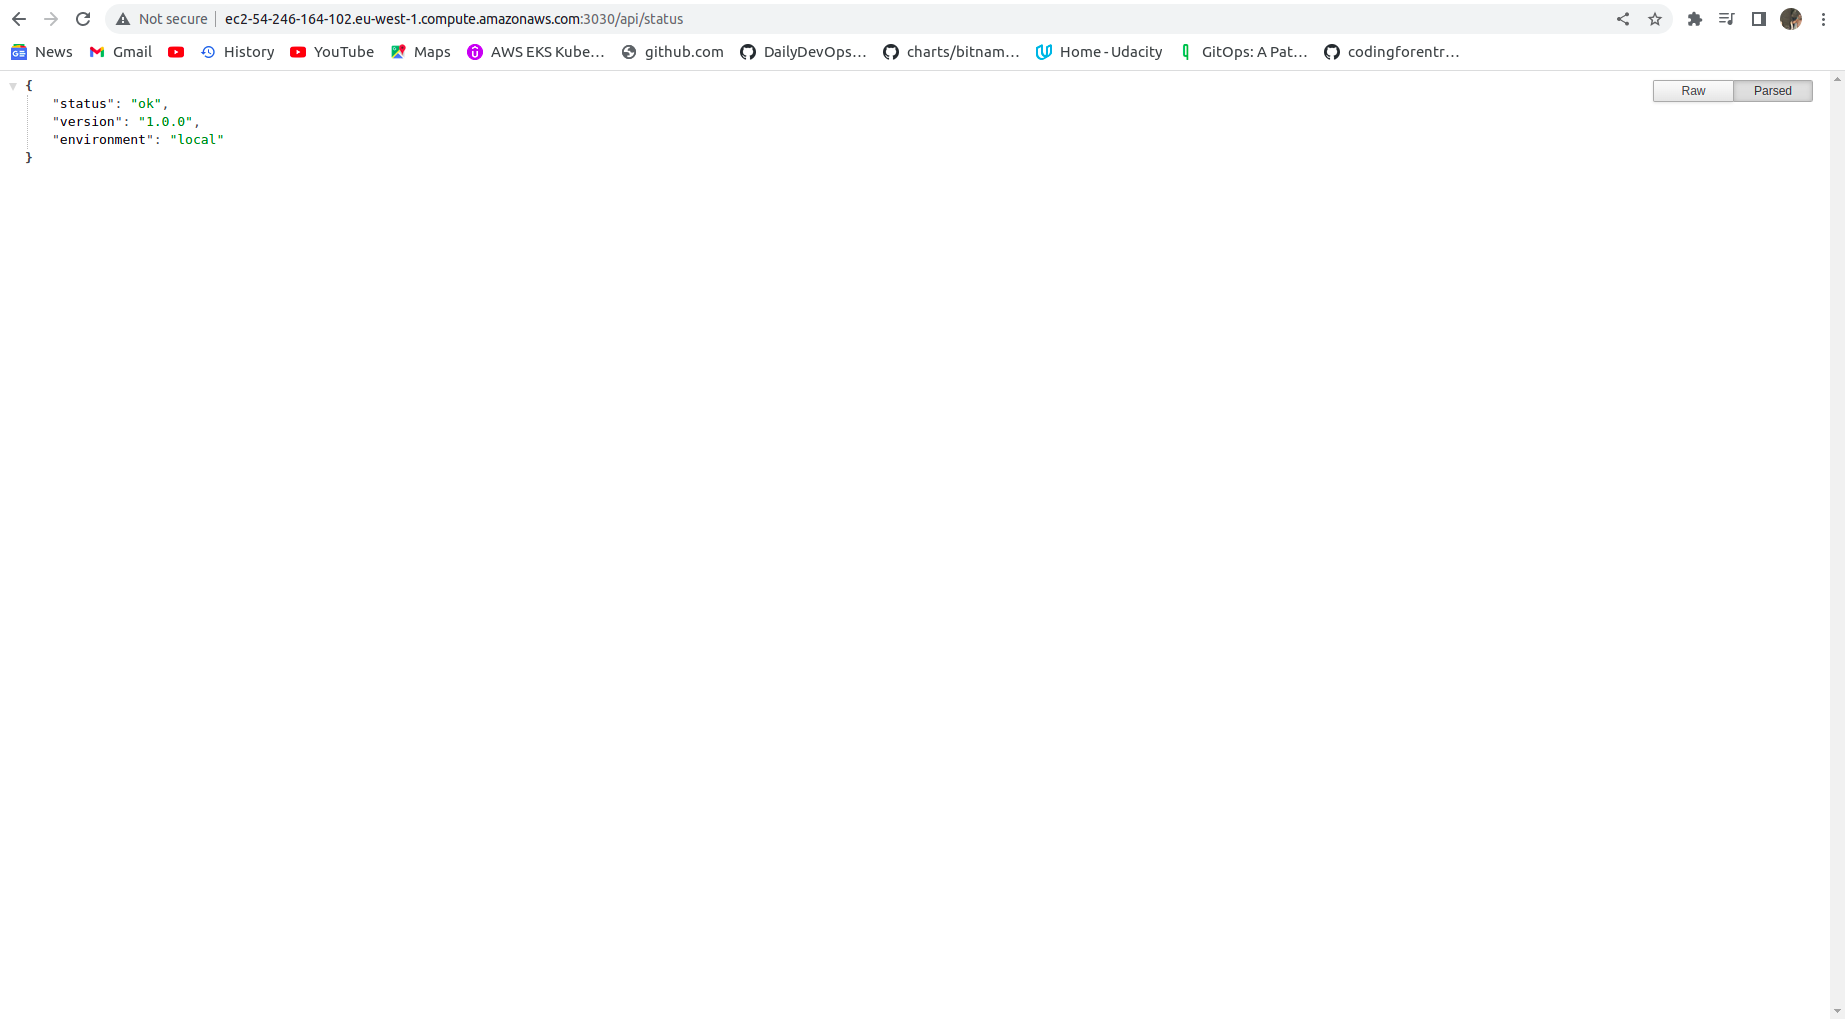 Not secure ec2-54-246-164-102.eu-west-1.compute.amazonaws.com:3030/api/status
News Gmail History YouTube Maps AWS EKS Kube… github.com DailyDevOps… charts/bitnam… Home - Udacity GitOps: A Pat… codingforentr…
Raw Parsed
{
"status": "ok",
"version": "1.0.0",
"environment": "local"
}